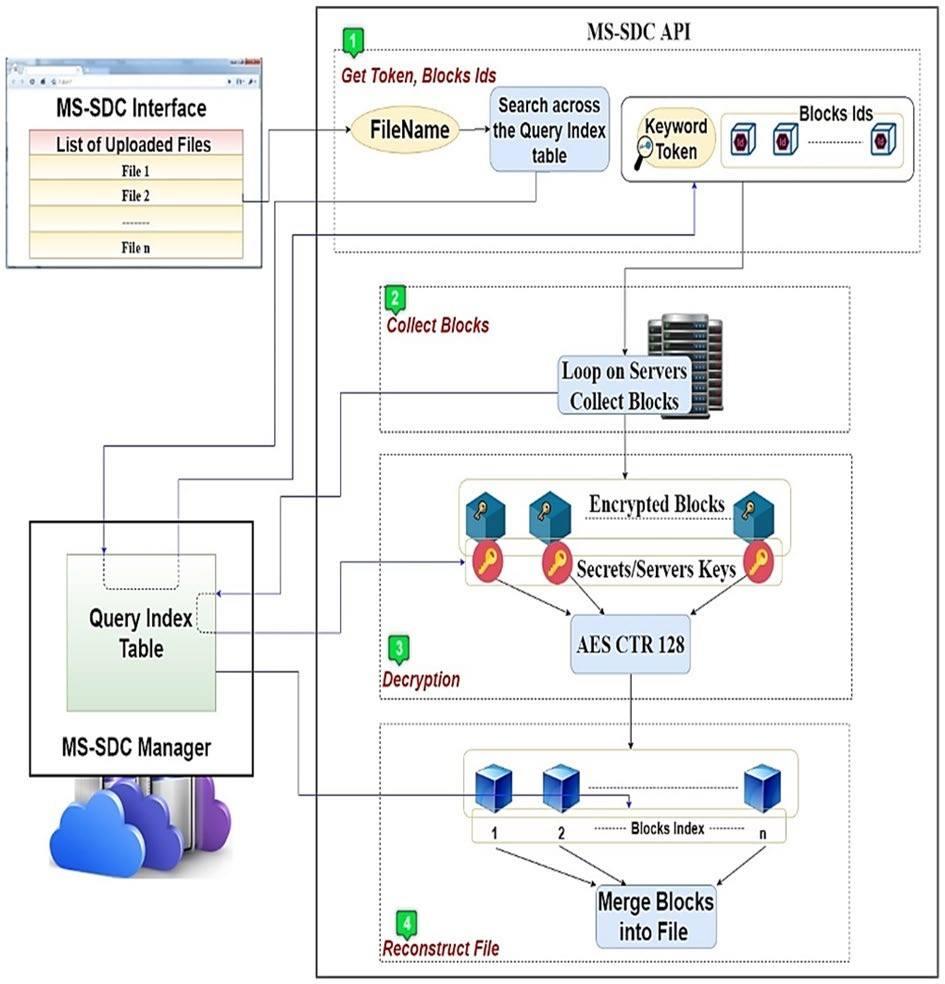 MS-SDC API
1
Get Token, Blocks Ids
MS-SDC Interface
List of Uploaded Files
File 1
File 2
File n
FileName
Search across
the Query Index
table
Keyword
Token
Blocks Ids
Id
Id
Id
2
Collect Blocks
Loop on Servers
Collect Blocks
Encrypted Blocks
Secrets/Servers Keys
AES CTR 128
3
Decryption
Query Index
Table
MS-SDC Manager
1
2
Blocks Index
n
Merge Blocks
into File
4
Reconstruct File